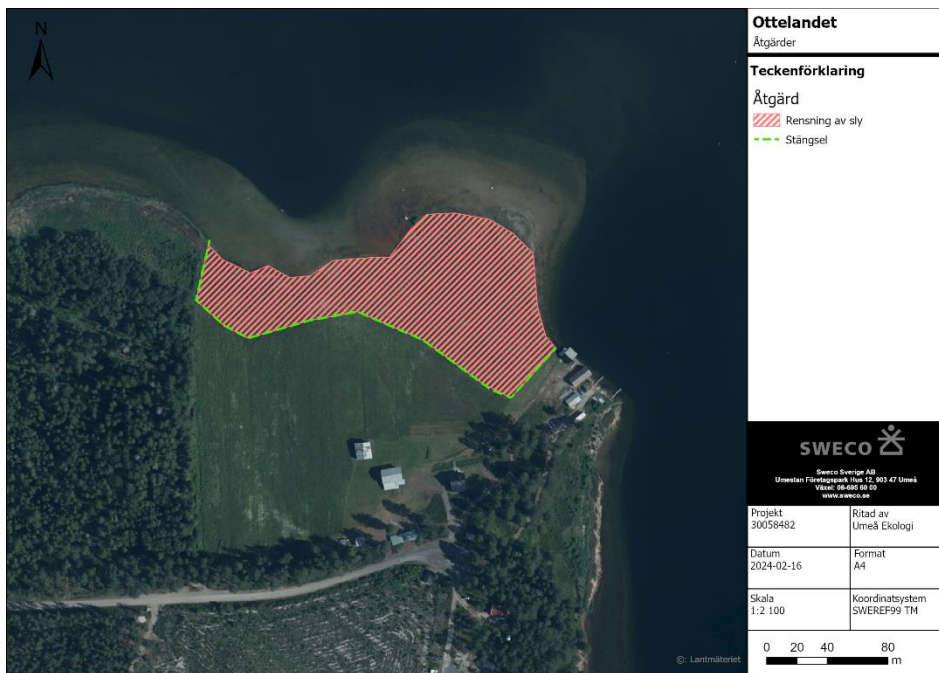 N
Ottelandet
Åtgärder
Teckenförklaring
Åtgärd
Rensning av sly
Stängsel
SWECO
Sweco Sverige AB
Umestan Företagspark Hus 12, 903 47 Umeå
Växel: 08-695 60 00
www.sweco.se
Projekt
30058482
Ritad av
Umeå Ekologi
Datum
2024-02-16
Format
A4
Skala
1:2 100
Koordinatsystem
SWEREF99 TM
0 20 40 80
m
©: Lantmäteriet